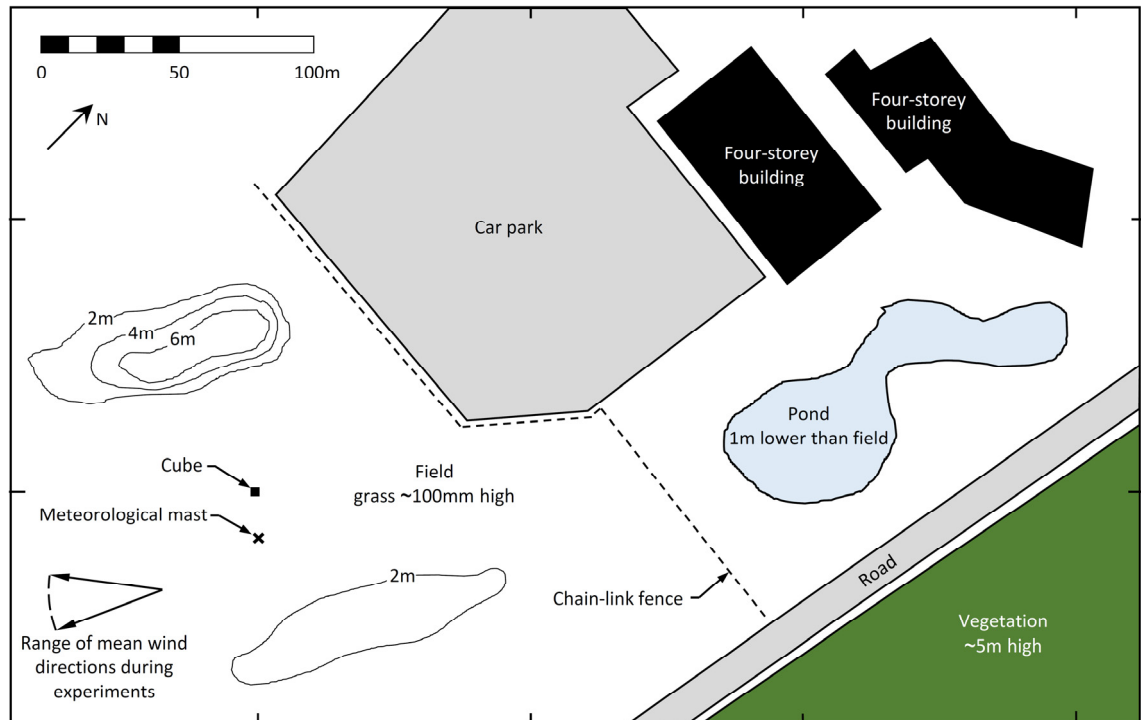 0
50
100m
N
Four-storey
building
Four-storey
building
Car park
2m
4m
6m
Pond
1m lower than field
Cube
Field
grass ~100mm high
Meteorological mast
2m
Road
Chain-link fence
Range of mean wind
directions during
experiments
Vegetation
~5m high